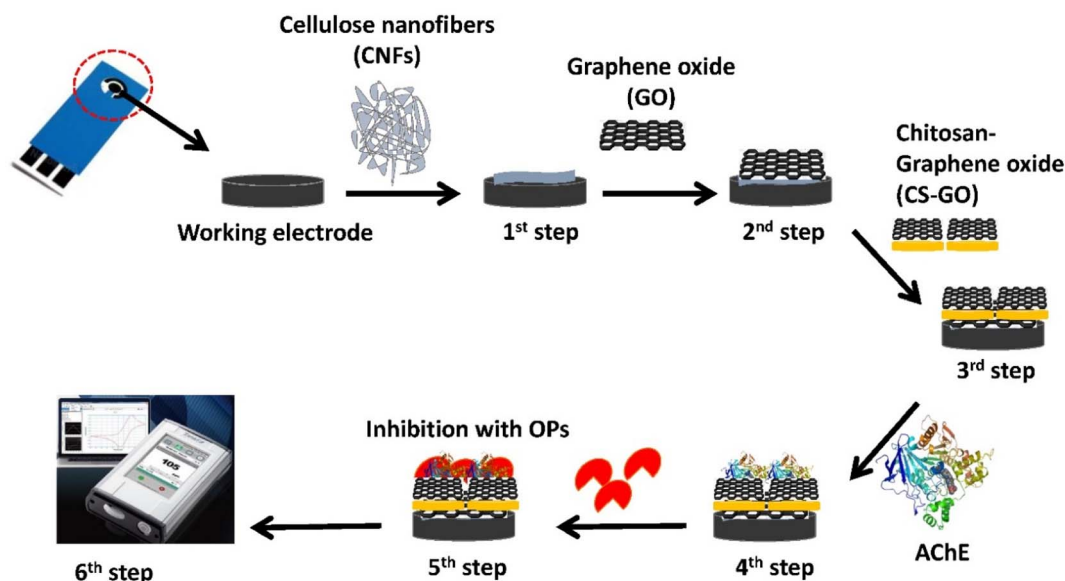 Cellulose nanofibers
(CNFs)
Graphene oxide
(GO)
Chitosan-
Graphene oxide
(CS-GO)
Working electrode
1st step
2nd step
3rd step
Inhibition with OPs
105
AChE
4th step
5th step
6th step